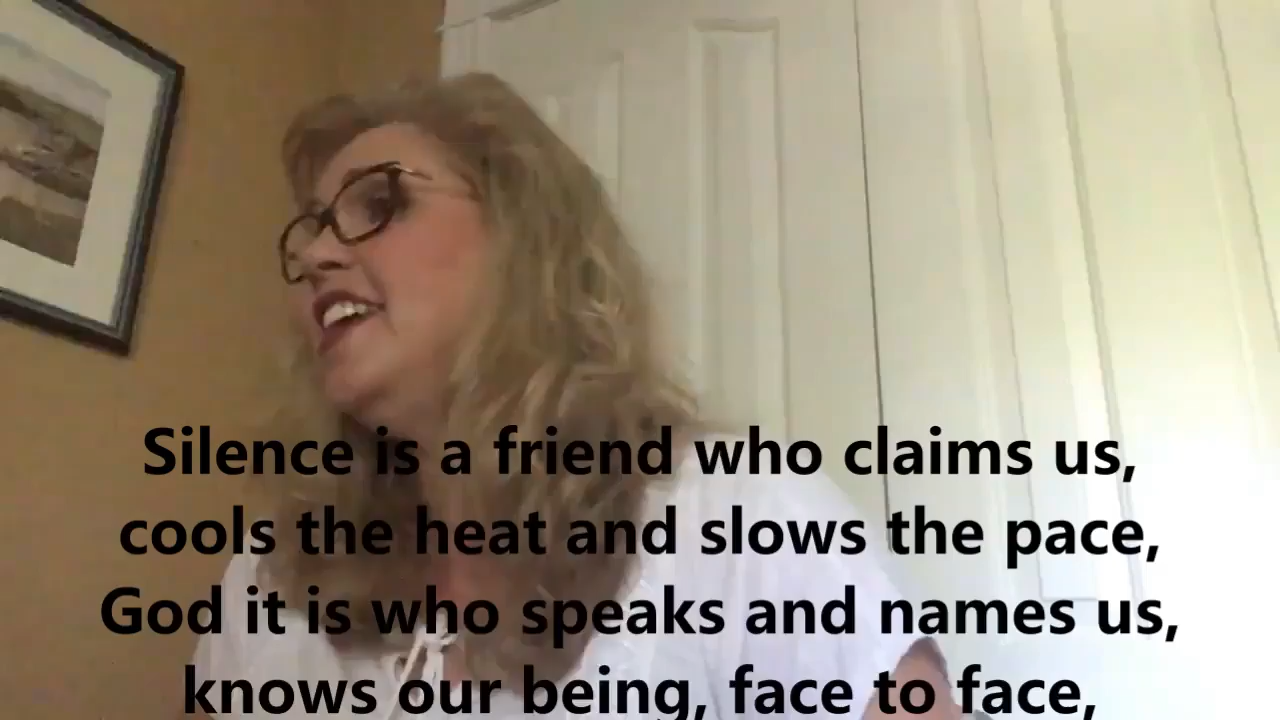 Silence is a friend who claims us,
cools the heat and slows the pace,
God it is who speaks and names us,
knows our being, face to face,